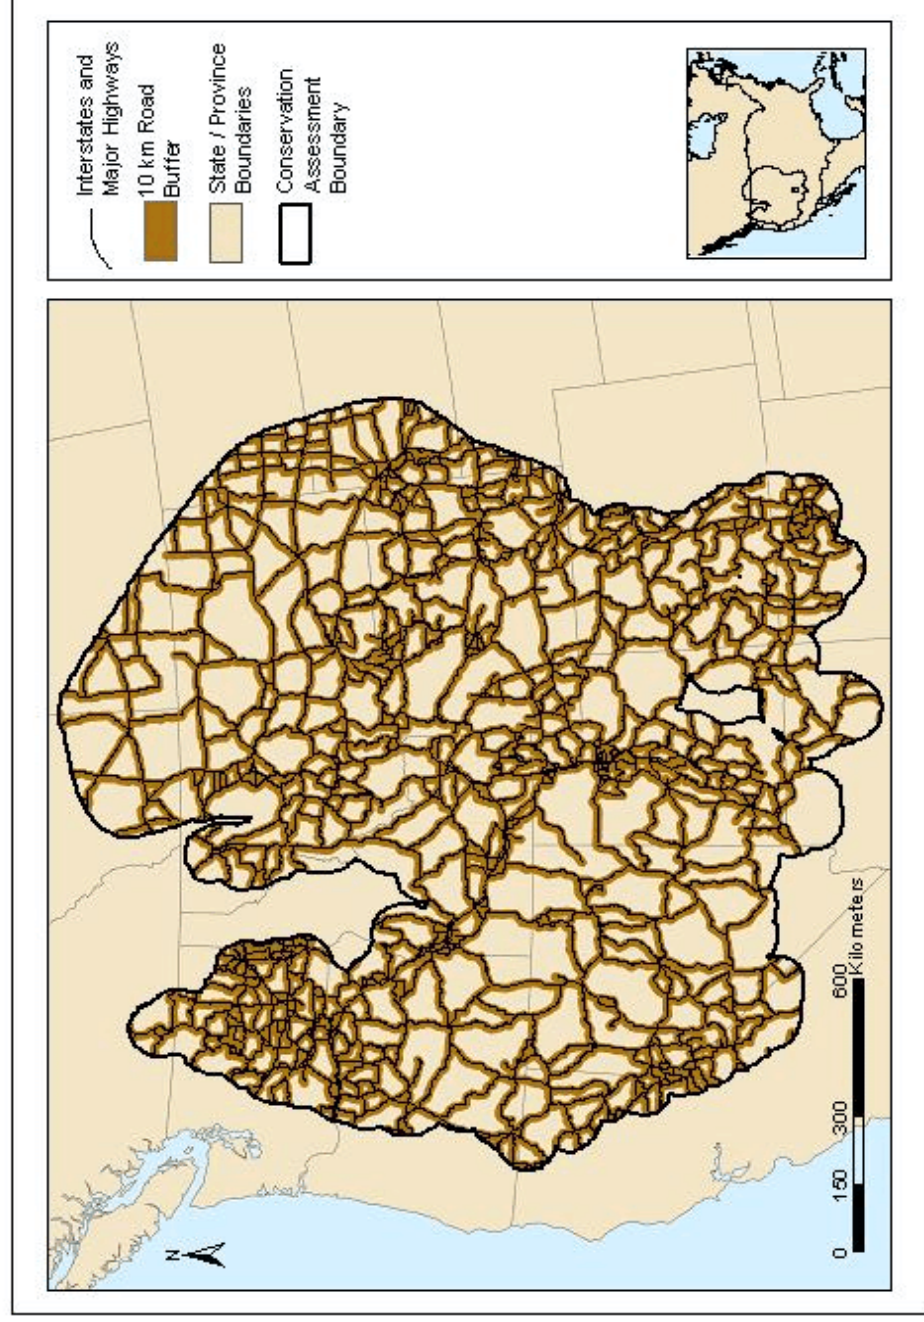 Interstates and
Major Highways
10 km Road
Buffer
State / Province
Boundaries
Conservation
Assessment
Boundary
N
0 150 300 600
Kilometers